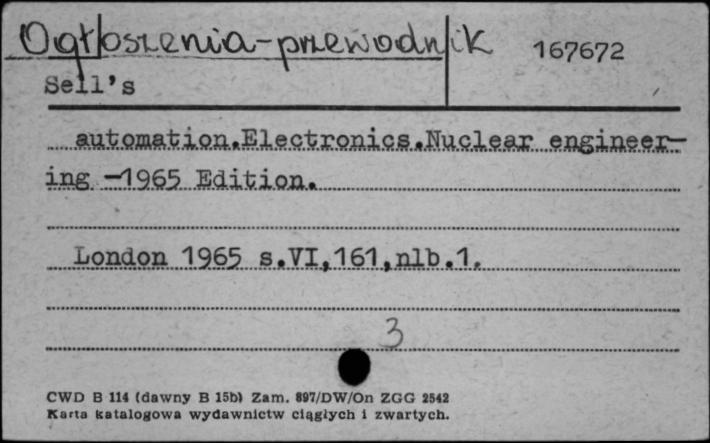 Ogłoszenia-przewodnik 167672
Sell's
automation.Electronics.Nuclear engineer-
ing -1965 Edition.
London 1965 s.VI,161,nlb.1.
3
CWD B 114 (dawny B 15b) Zam. 897/DW/On ZGG 2542
Karta katalogowa wydawnictw ciągłych i zwartych.